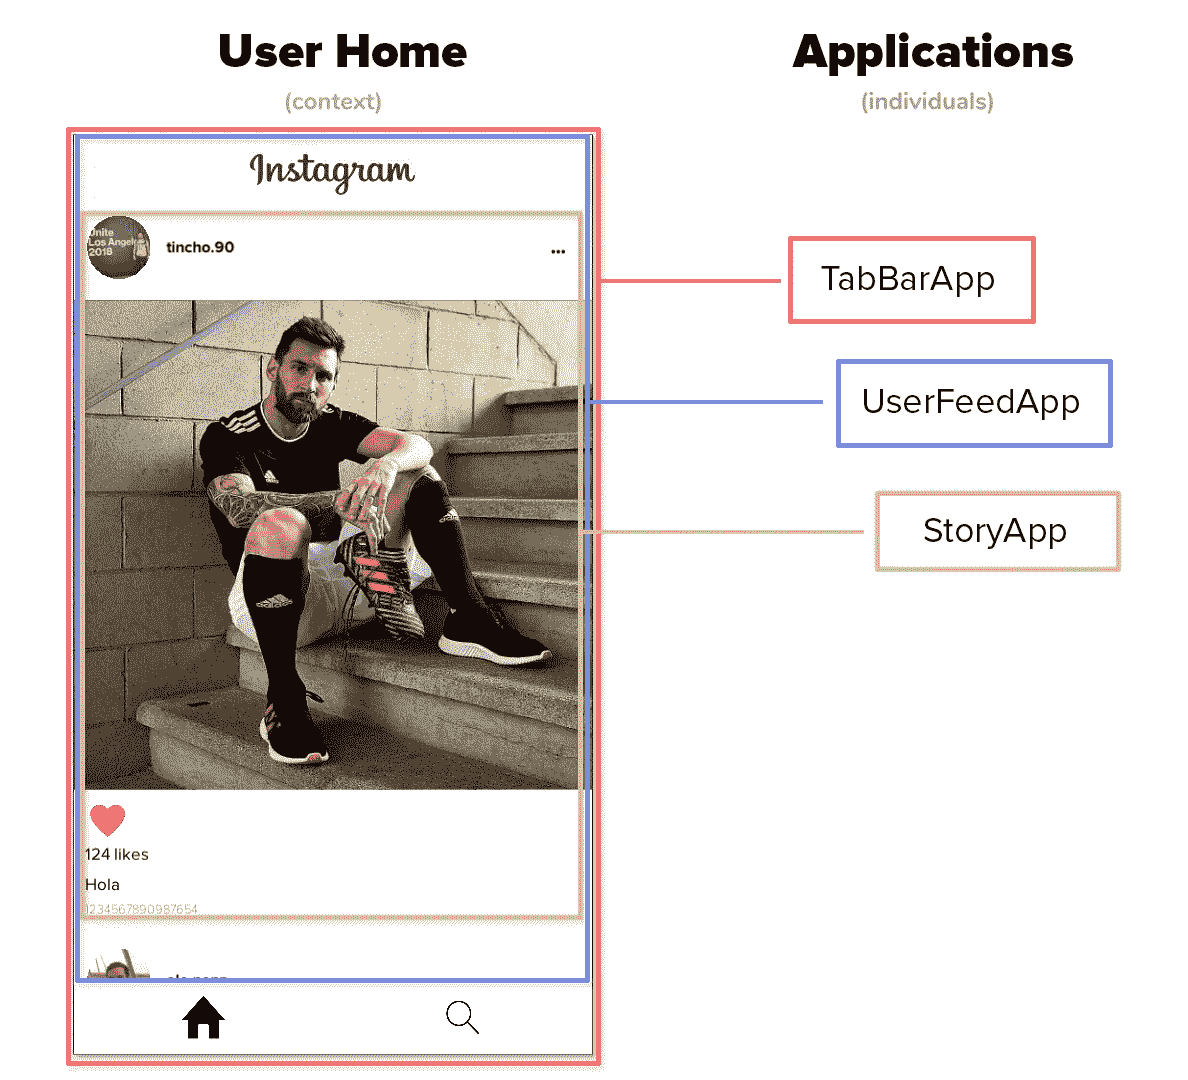 User Home
(context)
Applications
(individuals)
Instagram
Unite
Los Angeles
2018
tincho.90
...
TabBarApp
UserFeedApp
StoryApp
adidas
124 likes
Hola
1234567890987654